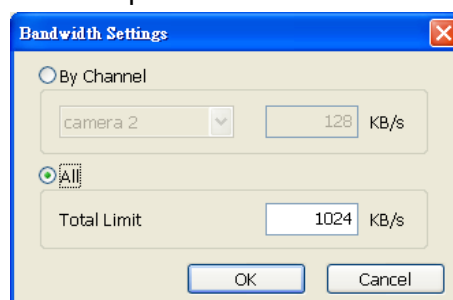 Bandwidth Settings
By Channel
camera 2 128 KB/s
All
Total Limit 1024 KB/s
OK Cancel